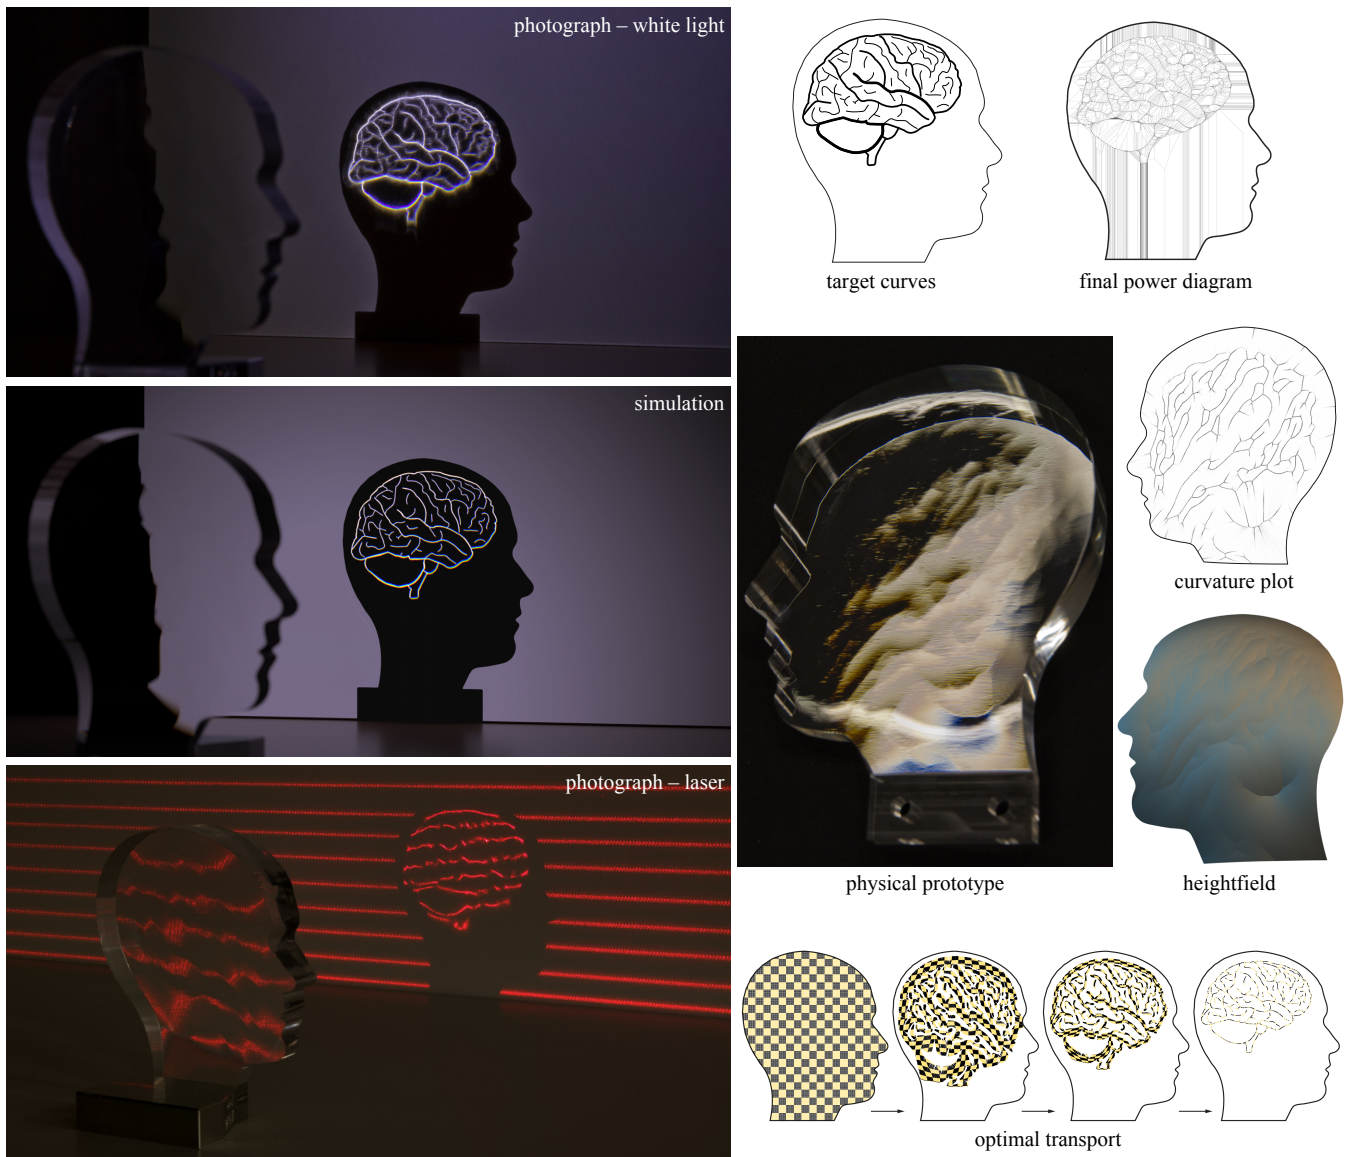 photograph – white light
target curves
final power diagram
simulation
curvature plot
physical prototype
heightfield
photograph – laser
optimal transport